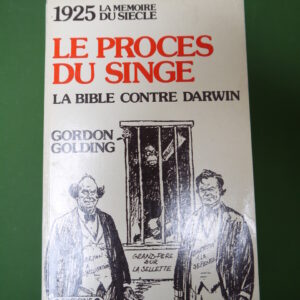 1925 LA MEMOIRE
DU SIECLE
LE PROCES
DU SINGE
LA BIBLE CONTRE DARWIN
GORDON
GOLDING
GRAND-PERE
SUR
LA SELLETTE